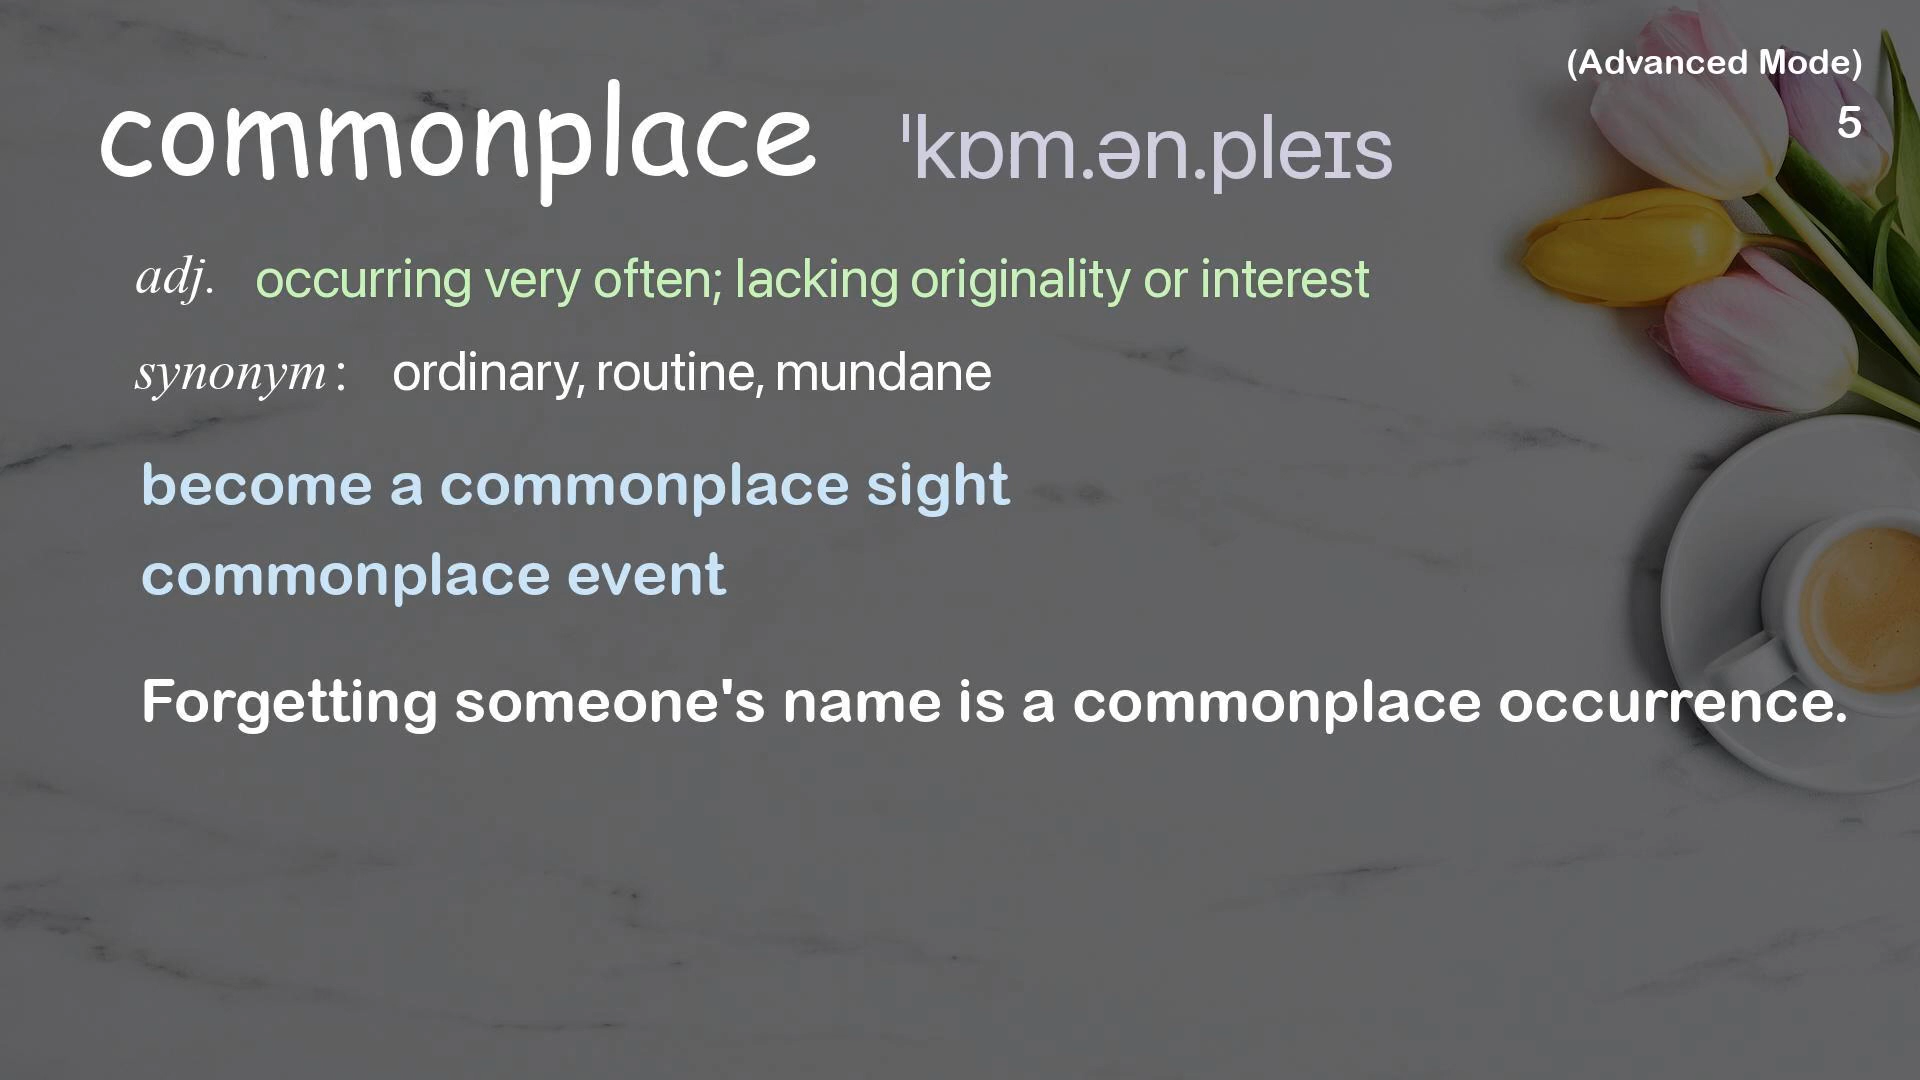 (Advanced Mode)
commonplace ˈkɒm.ən.pleɪs
5
adj. occurring very often; lacking originality or interest
synonym: ordinary, routine, mundane
become a commonplace sight
commonplace event
Forgetting someone's name is a commonplace occurrence.